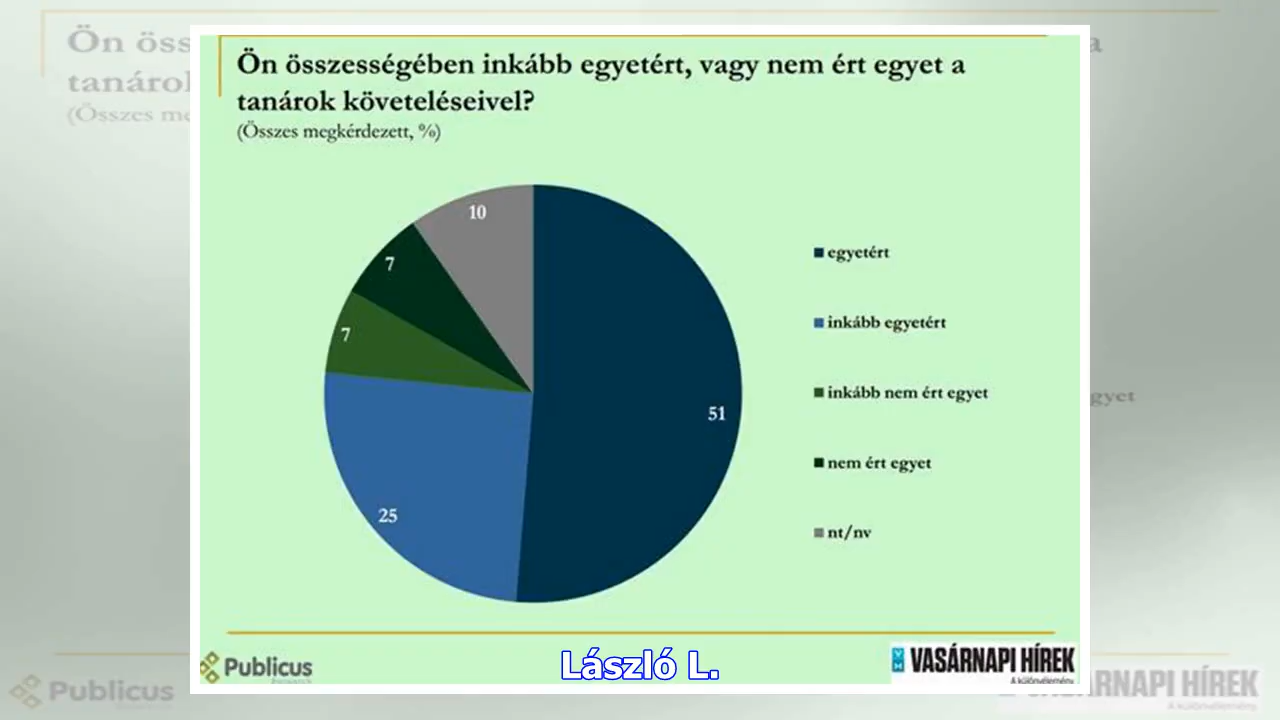 Ön összességében inkább egyetért, vagy nem ért egyet a
tanárok követeléseivel?
(Összes megkérdezett, %)
10
7
7
51
25
egyetért
inkább egyetért
inkább nem ért egyet
nem ért egyet
nt/nv
Publicus
László L.
VASÁRNAPI HÍREK
A különvélemény.